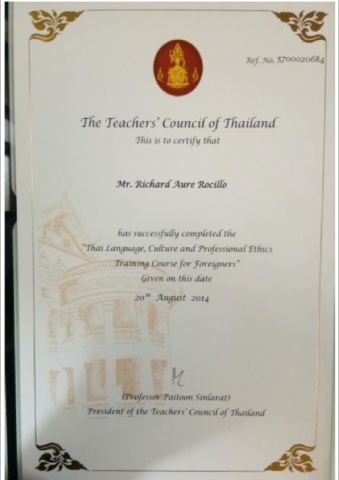 Ref. No. 5700020684
The Teachers' Council of Thailand
This is to certify that
Mr. Richard Aure Rocillo
has successfully completed the
"Thai Language, Culture and Professional Ethics
Training Course for Foreigners"
Given on this date
20th August 2014
(Professor Paitoon Sinlarat)
President of the Teachers' Council of Thailand